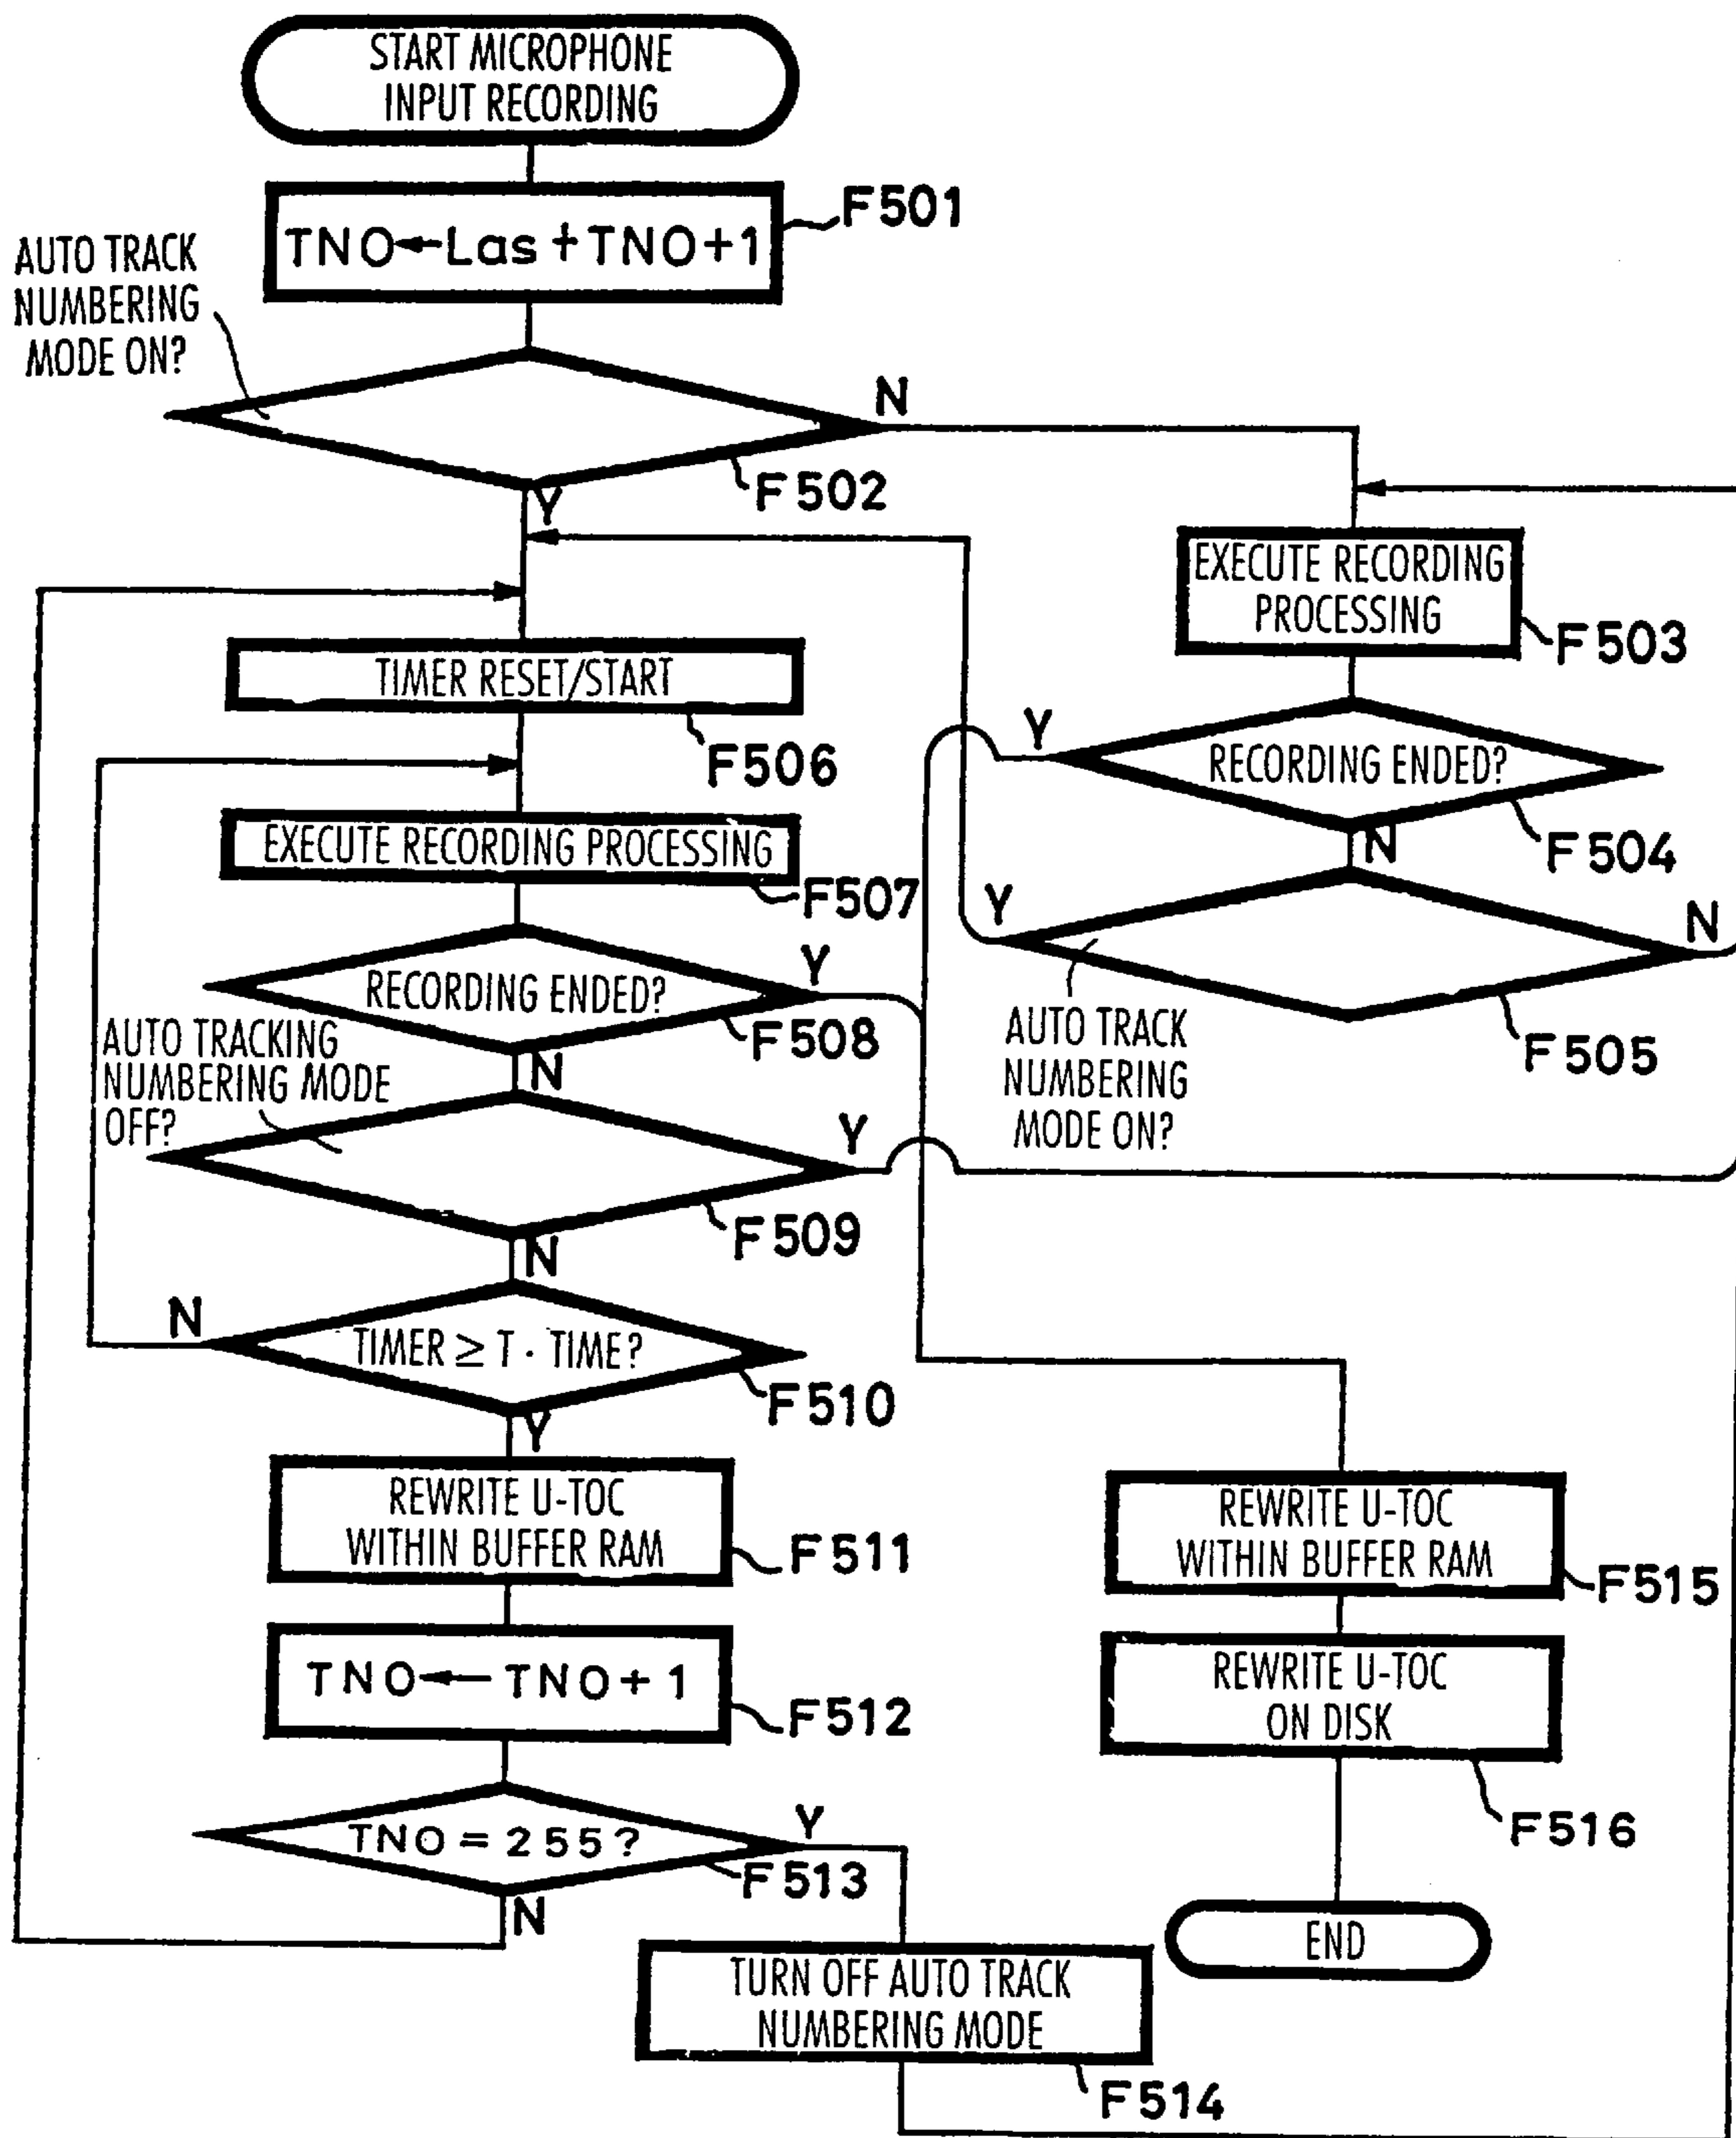 START MICROPHONE
INPUT RECORDING
F501
TNO←Las+TNO+1
AUTO TRACK
NUMBERING
MODE ON?
N
F502
Y
EXECUTE RECORDING
PROCESSING
F503
TIMER RESET/START
F506
Y
RECORDING ENDED?
F504
N
EXECUTE RECORDING PROCESSING
F507
Y
N
F505
AUTO TRACK
NUMBERING
MODE ON?
RECORDING ENDED?
Y
F508
N
AUTO TRACKING
NUMBERING MODE
OFF?
Y
F509
N
N
TIMER ≥ T · TIME?
F510
Y
REWRITE U-TOC
WITHIN BUFFER RAM
F511
REWRITE U-TOC
WITHIN BUFFER RAM
F515
TNO←TNO+1
F512
REWRITE U-TOC
ON DISK
F516
TNO = 255?
Y
F513
N
END
TURN OFF AUTO TRACK
NUMBERING MODE
F514